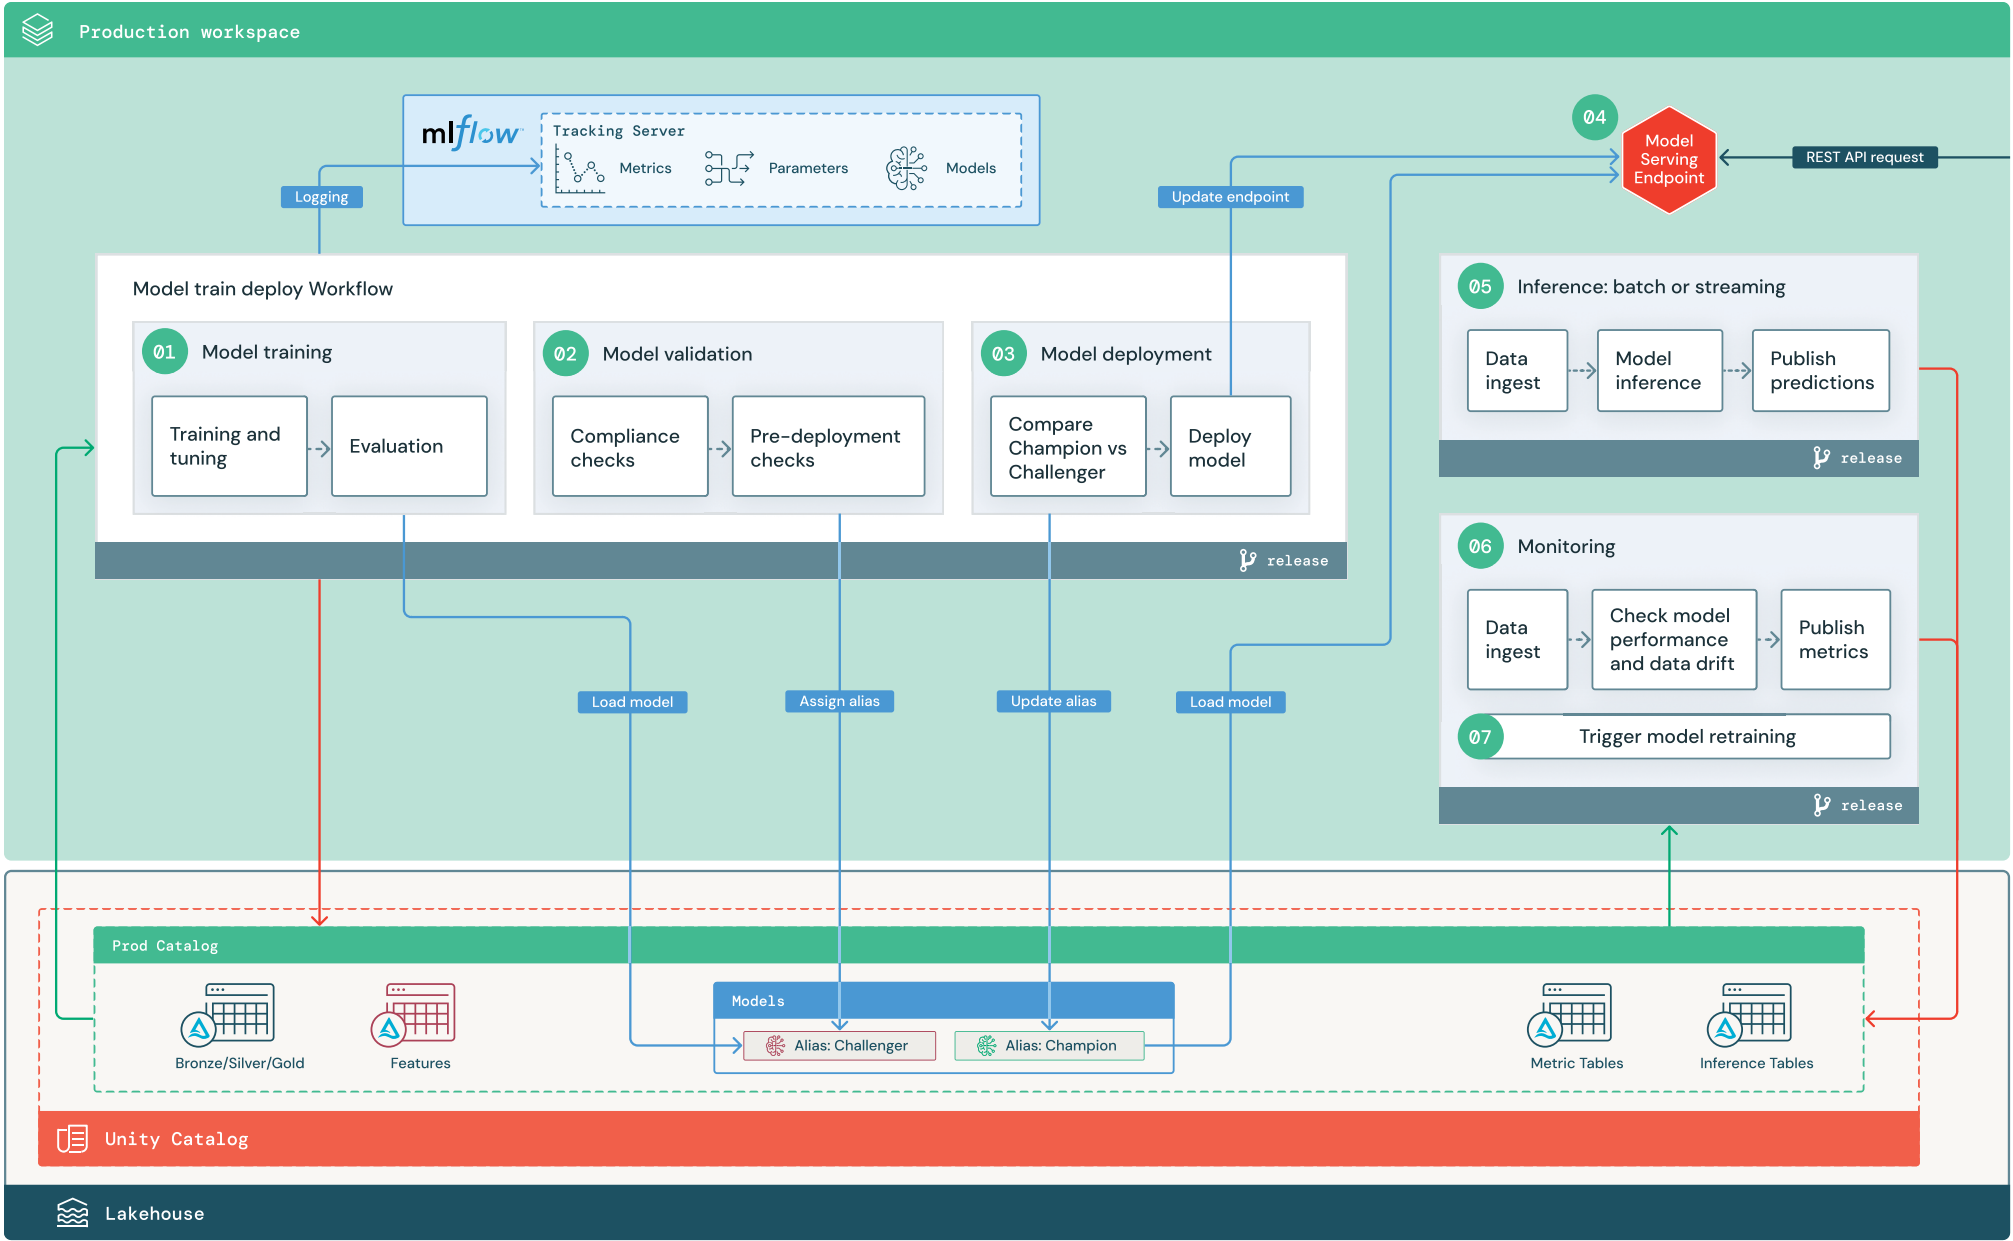 Production workspace
mlflow
Tracking Server
Metrics
Parameters
Models
Logging
Update endpoint
04
Model
Serving
Endpoint
REST API request
Model train deploy Workflow
01
Model training
Training and
tuning
Evaluation
02
Model validation
Compliance
checks
Pre-deployment
checks
03
Model deployment
Compare
Champion vs
Challenger
Deploy
model
release
05
Inference: batch or streaming
Data
ingest
Model
inference
Publish
predictions
release
06
Monitoring
Data
ingest
Check model
performance
and data drift
Publish
metrics
07
Trigger model retraining
release
Load model
Assign alias
Update alias
Load model
Prod Catalog
Bronze/Silver/Gold
Features
Models
Alias: Challenger
Alias: Champion
Metric Tables
Inference Tables
Unity Catalog
Lakehouse